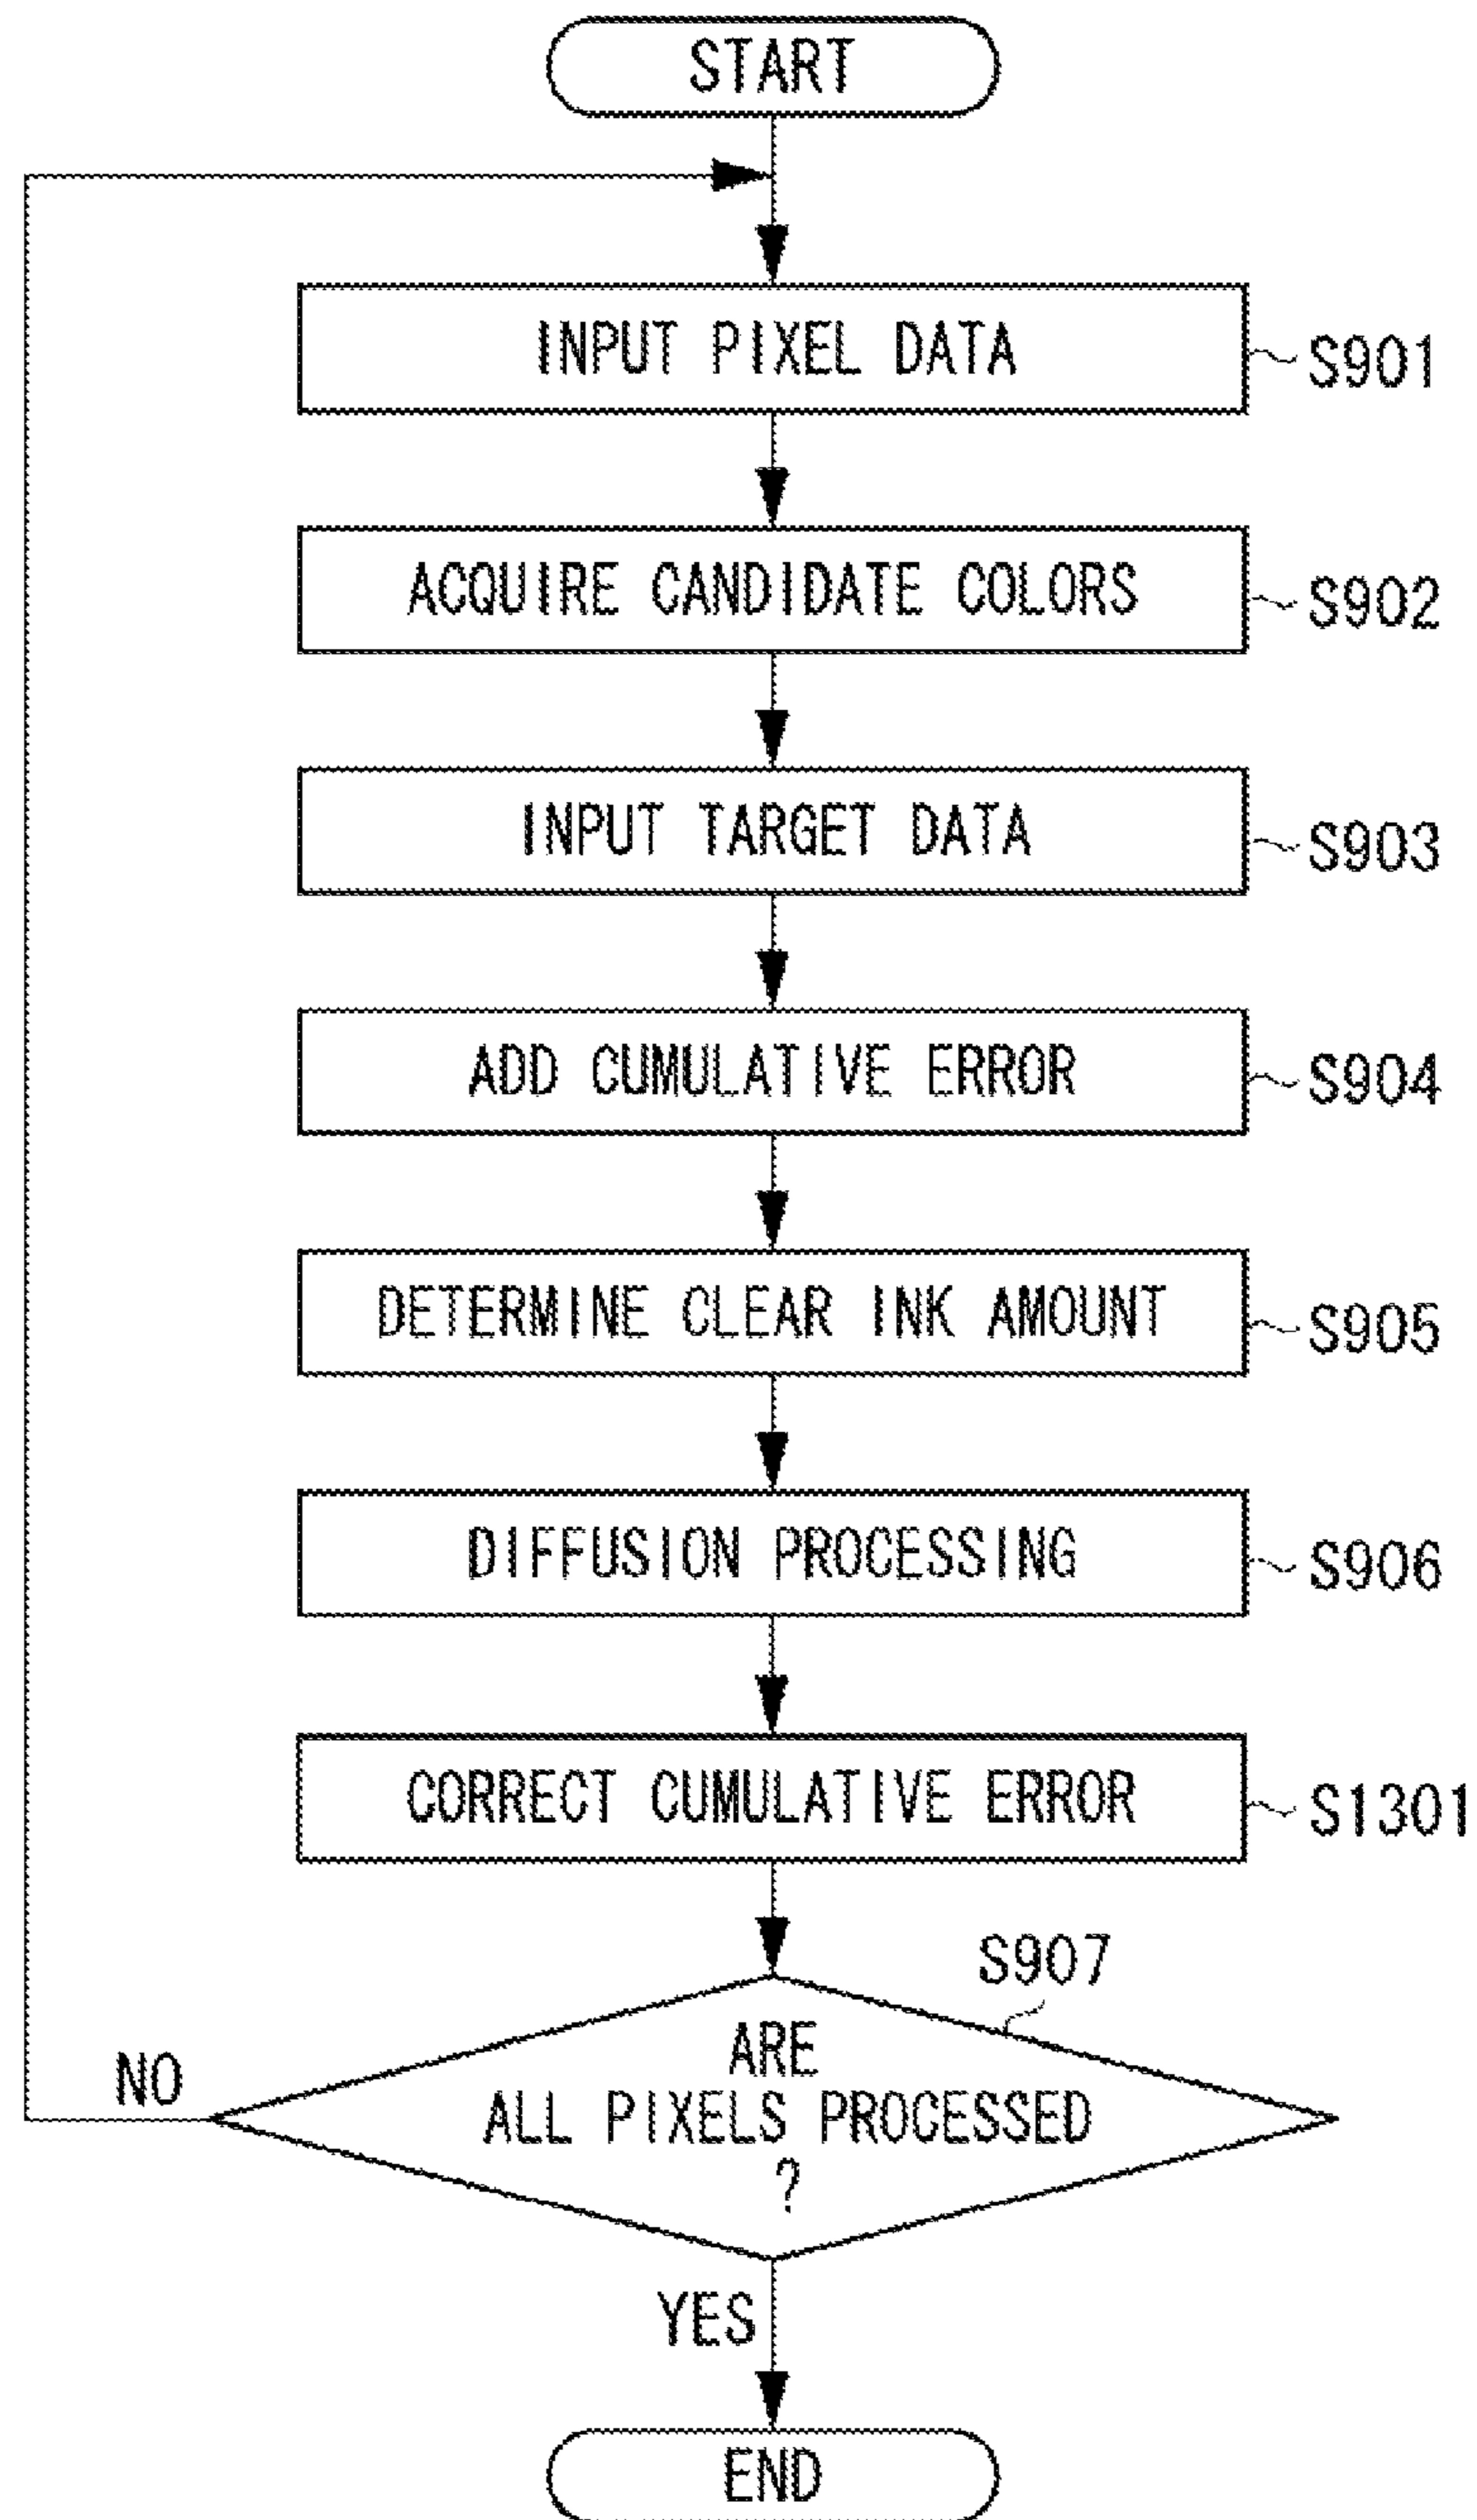 START
INPUT PIXEL DATA
S901
ACQUIRE CANDIDATE COLORS
S902
INPUT TARGET DATA
S903
ADD CUMULATIVE ERROR
S904
DETERMINE CLEAR INK AMOUNT
S905
DIFFUSION PROCESSING
S906
CORRECT CUMULATIVE ERROR
S1301
S907
ARE
ALL PIXELS PROCESSED
?
NO
YES
END